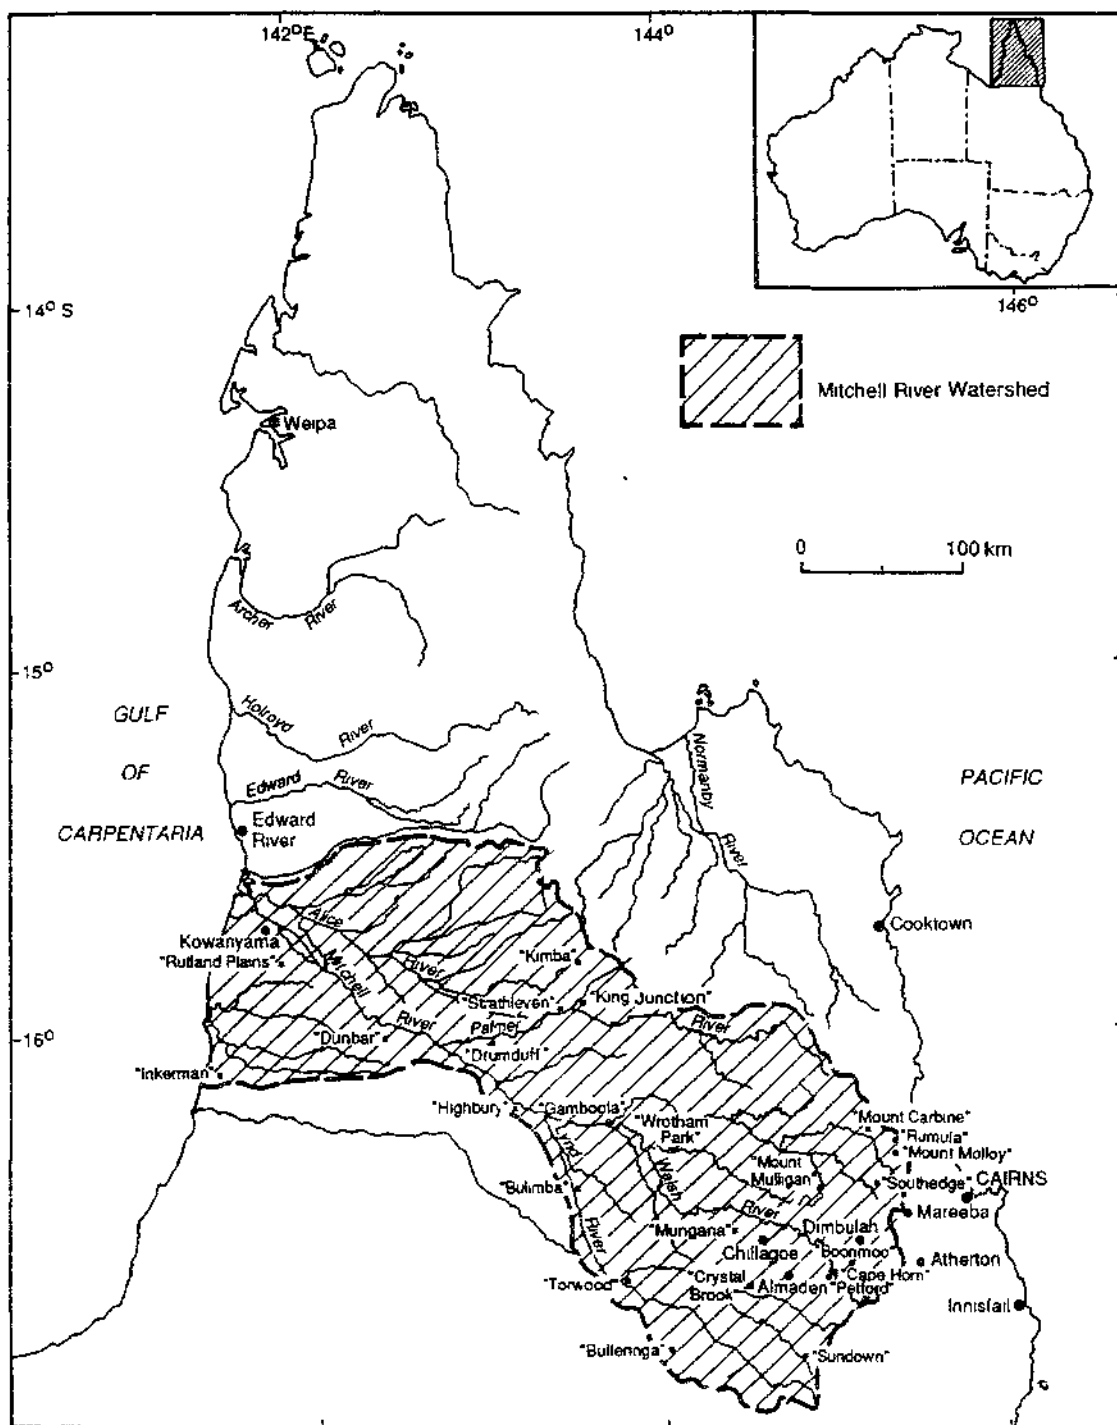 142° E
144°
146°
14° S
Mitchell River Watershed
Weipa
0 100 km
Archer River
15°
GULF
OF
CARPENTARIA
Holroyd River
Edward River
Edward
River
Normanby River
PACIFIC
OCEAN
Cooktown
Alice River
Kowanyama
"Rutland Plains"
Mitchell River
"Kimba"
"Strathleven"
"King Junction"
Palmer River
16°
"Dunbar"
"Drumduff"
"Inkerman"
"Highbury"
"Gamboola"
"Wrotham
Park"
"Mount Carbine"
"Rumula"
"Mount Molloy"
Lynd River
Walsh River
"Mount
Mulligan"
"Southedge"
CAIRNS
"Bulimba"
Mareeba
"Mungana"
Dimbulah
Chillagoe
"Boonmoo"
Atherton
"Torwood"
"Crystal
Brook"
Almaden
"Cape Horn"
"Petford"
Innisfail
"Bulleringa"
"Sundown"